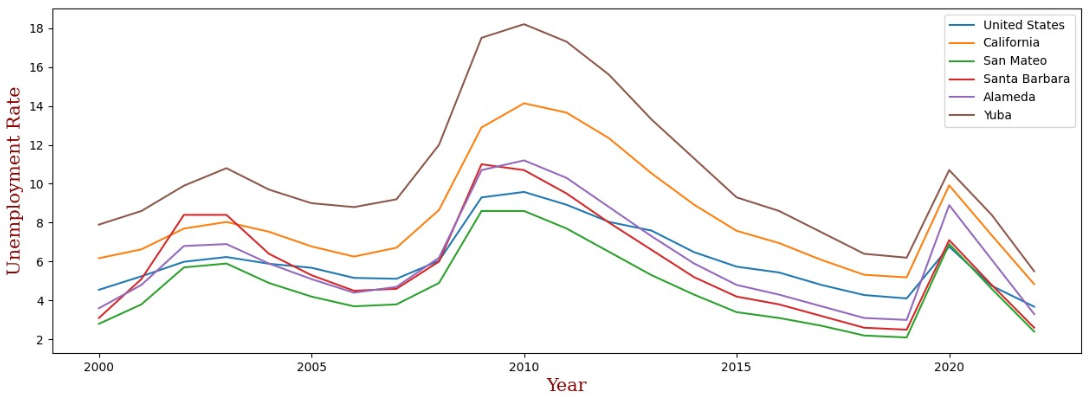 Unemployment Rate
18
16
14
12
10
8
6
4
2
United States
California
San Mateo
Santa Barbara
Alameda
Yuba
2000 2005 2010 2015 2020
Year